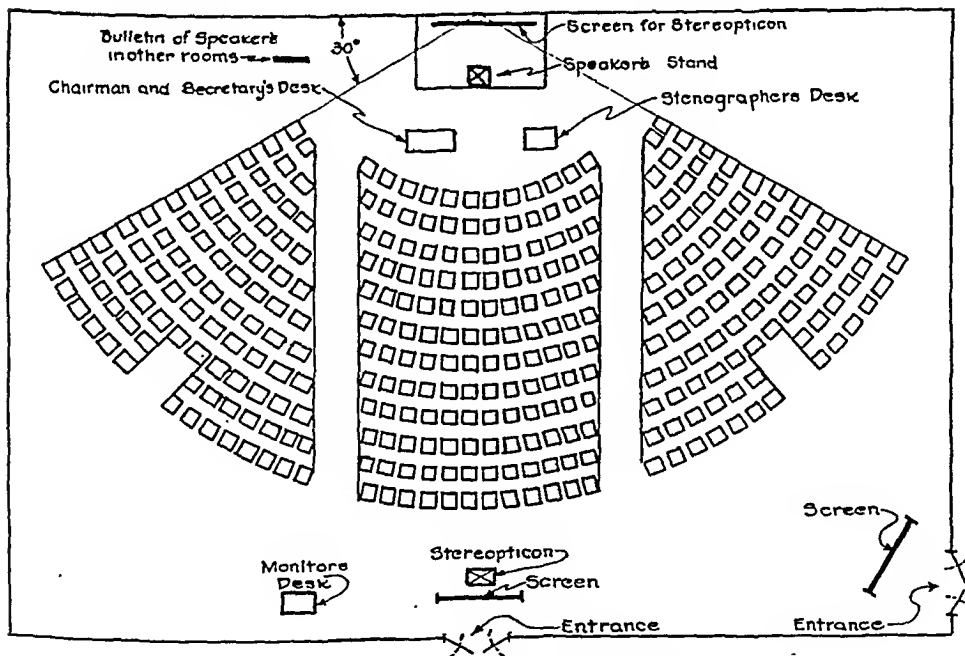 Bulletin of Speakers
in other rooms
30°
Screen for Stereopticon
Speakers Stand
Chairman and Secretary's Desk
Stenographers Desk
Screen
Stereopticon
Monitors
Desk
Screen
Entrance
Entrance